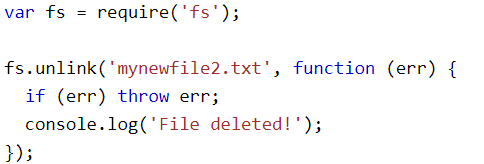 var fs = require('fs');
fs.unlink('mynewfile2.txt', function (err) {
  if (err) throw err;
  console.log('File deleted!');
});